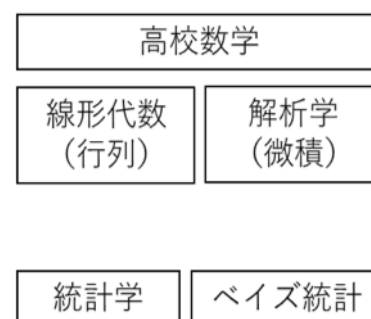 高校数学
線形代数
(行列)
解析学
(微積)
統計学
ベイズ統計